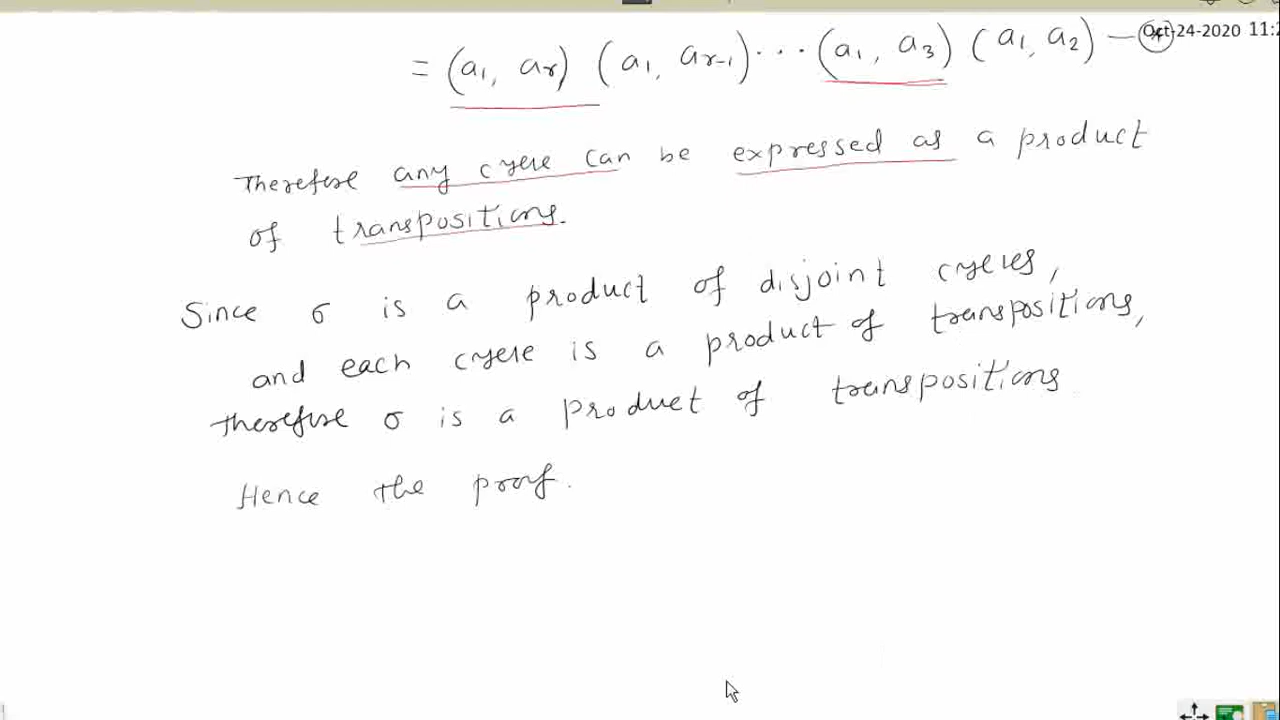 = (a₁, aᵣ) (a₁, aᵣ₋₁) ··· (a₁, a₃) (a₁, a₂) —
Oct-24-2020 11:2
Therefore any cycle can be expressed as a product
of transpositions.
Since σ is a product of disjoint cycles,
and each cycle is a product of transpositions,
therefore σ is a product of transpositions
Hence the proof.